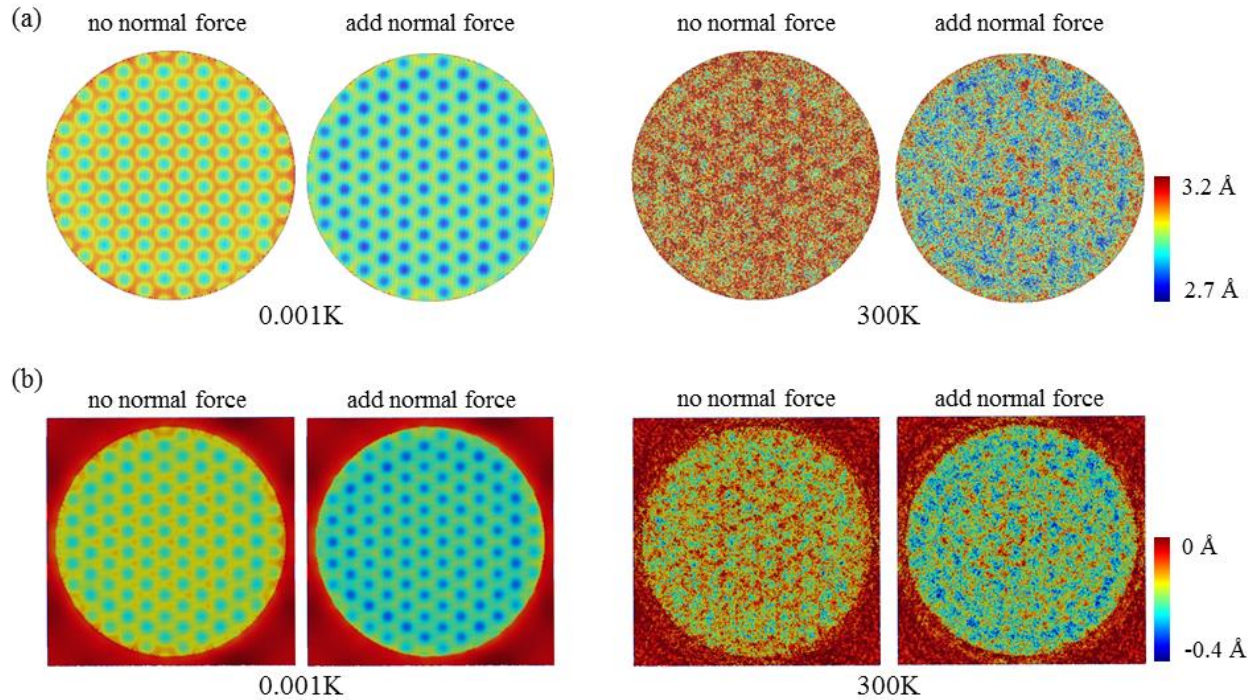 (a)
no normal force add normal force no normal force add normal force
3.2 Å
2.7 Å
0.001K 300K
(b)
no normal force add normal force no normal force add normal force
0 Å
-0.4 Å
0.001K 300K